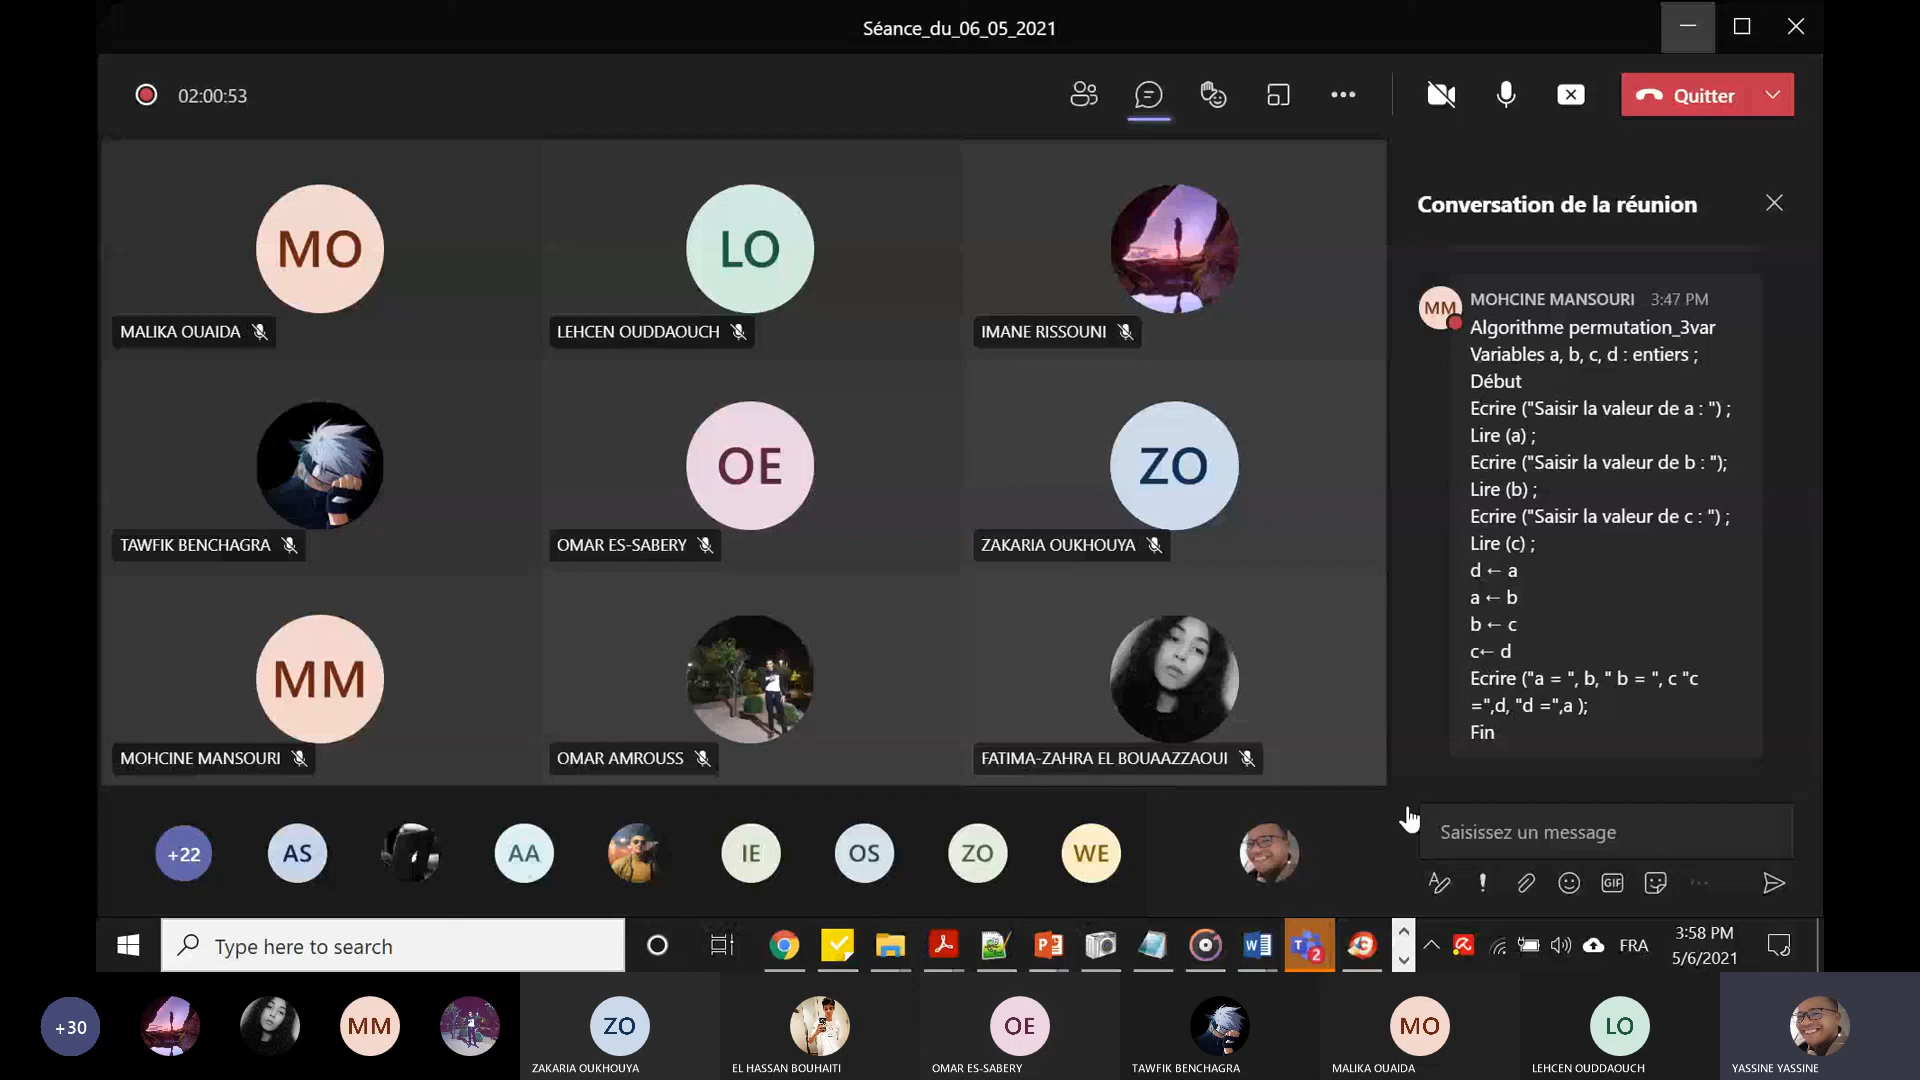 Séance_du_06_05_2021
02:00:53
Quitter
MO
LO
MALIKA OUAIDA
LEHCEN OUDDAOUCH
IMANE RISSOUNI
OE
ZO
TAWFIK BENCHAGRA
OMAR ES-SABERY
ZAKARIA OUKHOUYA
MM
MOHCINE MANSOURI
OMAR AMROUSS
FATIMA-ZAHRA EL BOUAAZZAOUI
+22
AS
AA
IE
OS
ZO
WE
Conversation de la réunion
MM
MOHCINE MANSOURI 3:47 PM
Algorithme permutation_3var
Variables a, b, c, d : entiers ;
Début
Ecrire ("Saisir la valeur de a : ") ;
Lire (a) ;
Ecrire ("Saisir la valeur de b : ");
Lire (b) ;
Ecrire ("Saisir la valeur de c : ") ;
Lire (c) ;
d ← a
a ← b
b ← c
c← d
Ecrire ("a = ", b, " b = ", c "c
=",d, "d =",a );
Fin
Saisissez un message
GIF
Type here to search
2
FRA
3:58 PM
5/6/2021
+30
MM
ZO
OE
MO
LO
ZAKARIA OUKHOUYA
EL HASSAN BOUHAITI
OMAR ES-SABERY
TAWFIK BENCHAGRA
MALIKA OUAIDA
LEHCEN OUDDAOUCH
YASSINE YASSINE